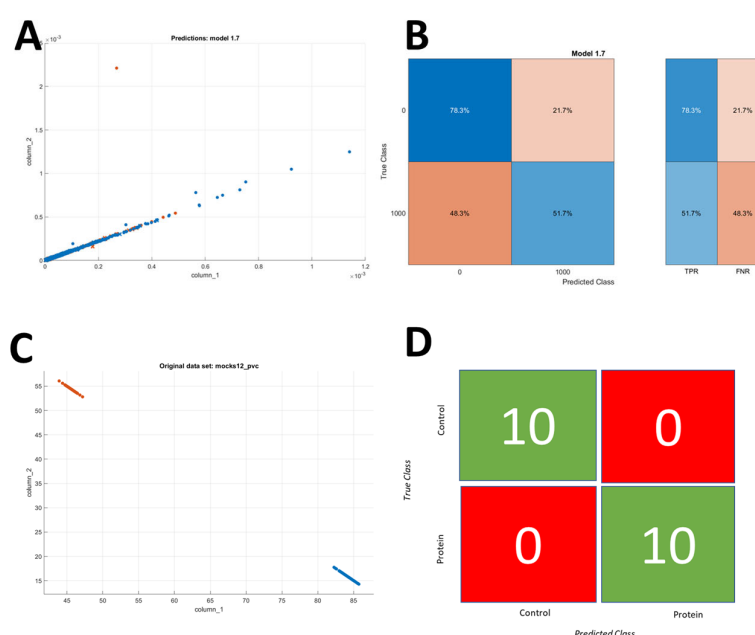 A
Predictions: model 1.7
×10⁻³
2
1.5
1
0.5
0
column_2
0 0.2 0.4 0.6 0.8 1 1.2
column_1
×10⁻³
B
Model 1.7
0
78.3% 21.7% 78.3% 21.7%
True Class
1000
48.3% 51.7% 51.7% 48.3%
0 1000 TPR FNR
Predicted Class
C
Original data set: mocks12_pvc
55
50
45
40
35
30
25
20
15
column_2
45 50 55 60 65 70 75 80 85
column_1
D
Control
10 0
True Class
Protein
0 10
Control Protein
Predicted Class